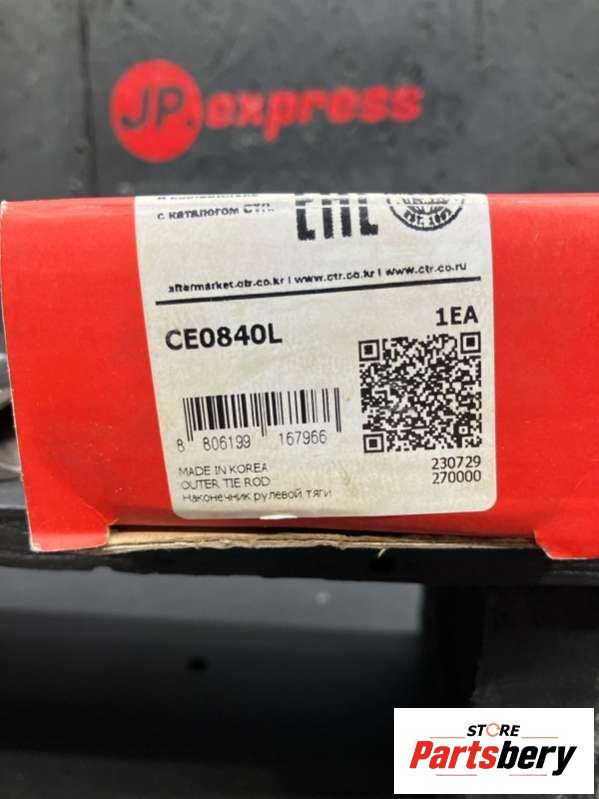 JP.express
с каталогом CTR.
EAC
aftermarket.ctr.co.kr I www.ctr.co.kr I www.ctr.co.ru
CE0840L
1EA
8 806199 167966
MADE IN KOREA
OUTER TIE ROD
Наконечник рулевой тяги
230729
270000
STORE
Partsbery